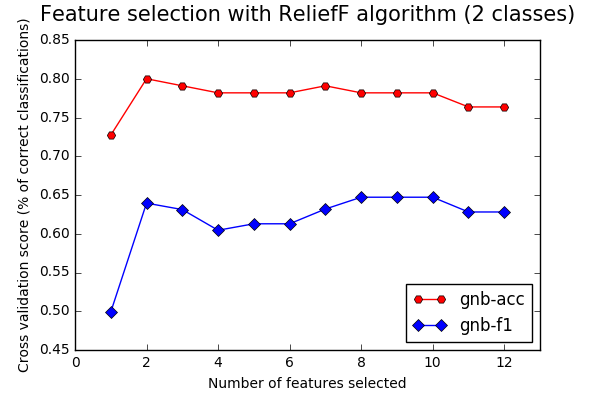 Feature selection with ReliefF algorithm (2 classes)
Cross validation score (% of correct classifications)
0.85
0.80
0.75
0.70
0.65
0.60
0.55
0.50
0.45
gnb-acc
gnb-f1
0 2 4 6 8 10 12
Number of features selected